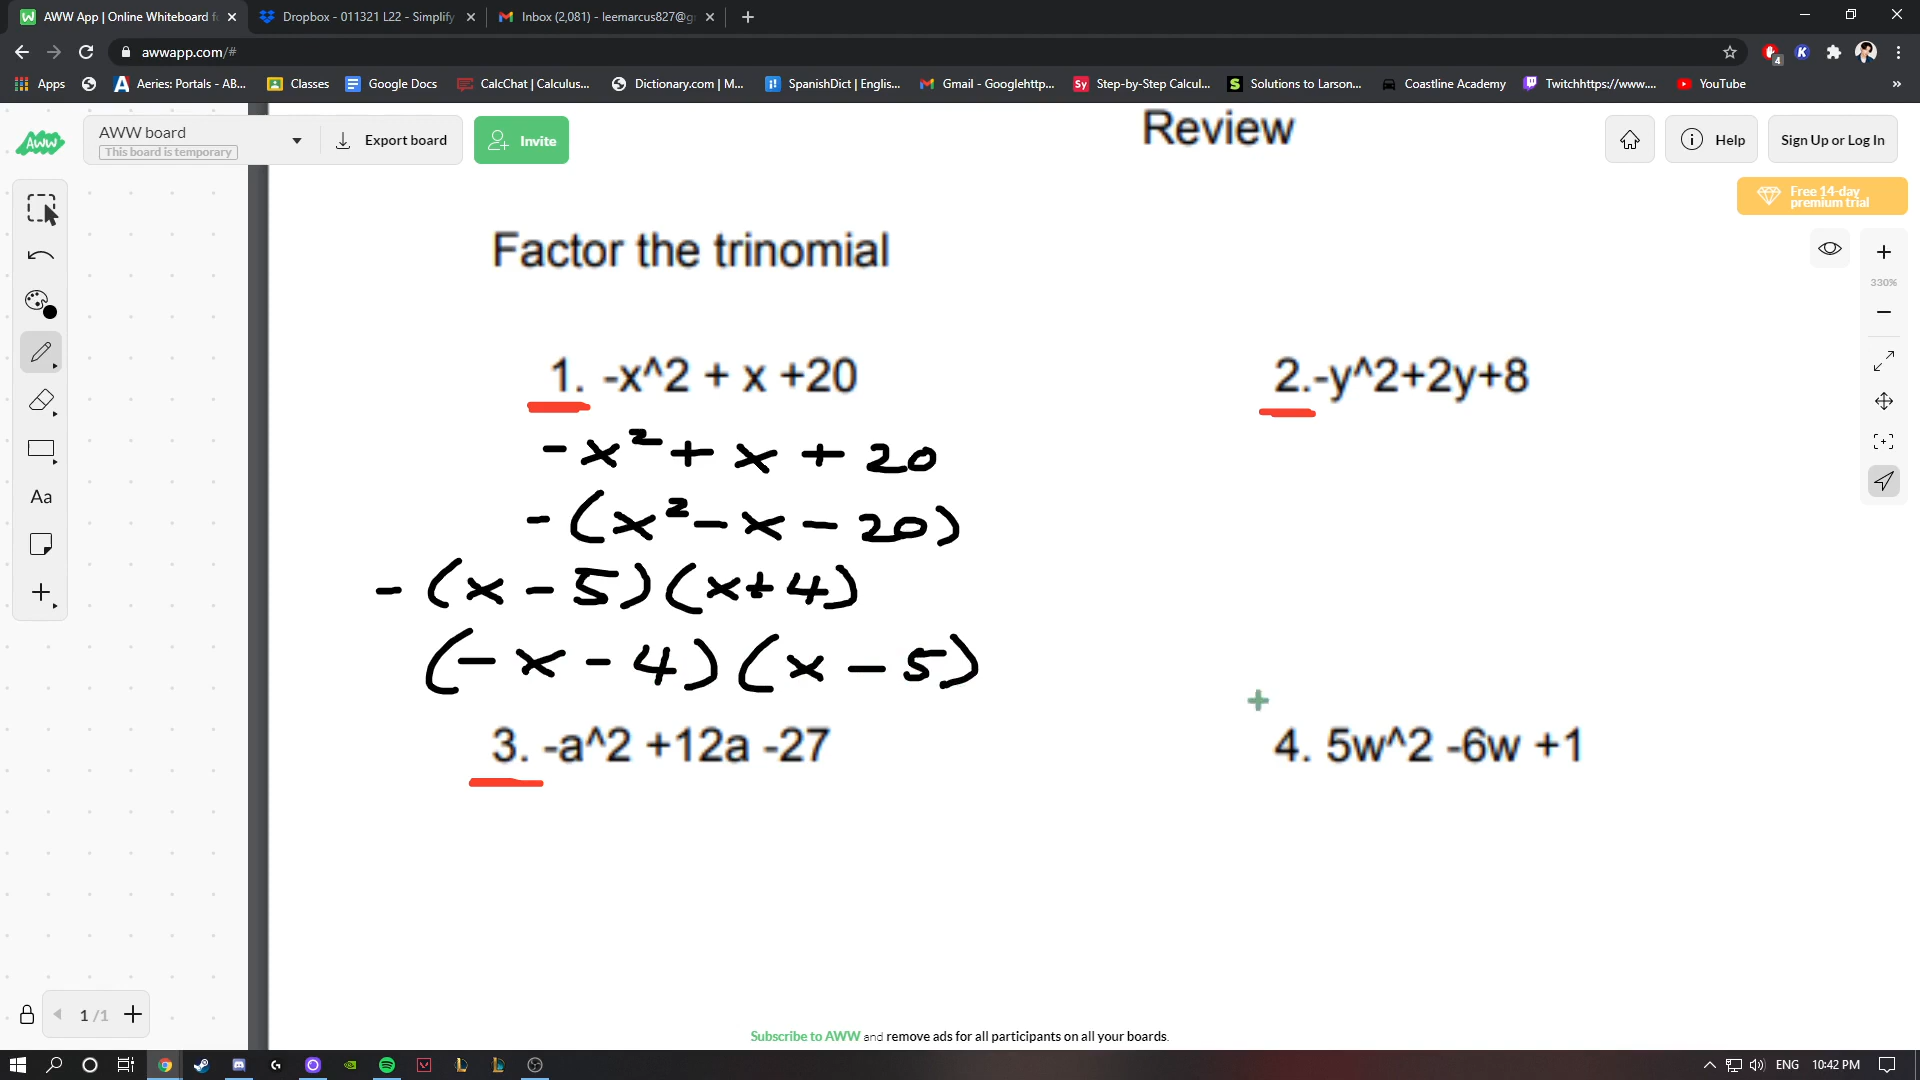 AWW App | Online Whiteboard f
Dropbox - 011321 L22 - Simplify
Inbox (2,081) - leemarcus827@g
awwapp.com/#
4
Apps
Aeries: Portals - AB...
Classes
Google Docs
CalcChat | Calculus...
Dictionary.com | M...
SpanishDict | Englis...
Gmail - Googlehttp...
Step-by-Step Calcul...
Solutions to Larson...
Coastline Academy
Twitchhttps://www....
YouTube
»
AWW
AWW board
This board is temporary
Export board
Invite
Review
Help
Sign Up or Log In
Free 14-day
premium trial
330%
Aa
Factor the trinomial
1. -x^2 + x +20
2.-y^2+2y+8
- x² + x + 20
- (x² - x - 20)
- (x - 5) (x + 4)
(- x - 4) (x - 5)
3. -a^2 +12a -27
4. 5w^2 -6w +1
1 /1
Subscribe to AWW and remove ads for all participants on all your boards.
ENG
10:42 PM